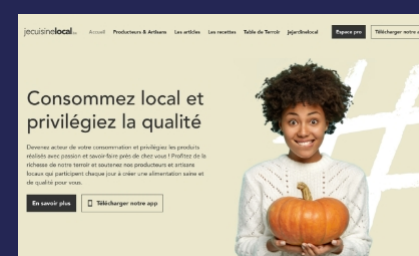 jecuisinelocal
Accueil Producteurs & Artisans Les articles Les recettes Table de Terroir jejardinelocal Espace pro Télécharger notre a
Consommez local et
privilégiez la qualité
Devenez acteur de votre consommation et privilégiez les produits
réalisés avec passion et savoir-faire près de chez vous ! Profitez de la
richesse de notre terroir et soutenez nos producteurs et artisans
locaux qui participent chaque jour à créer une alimentation saine et
de qualité pour vous.
En savoir plus Télécharger notre app